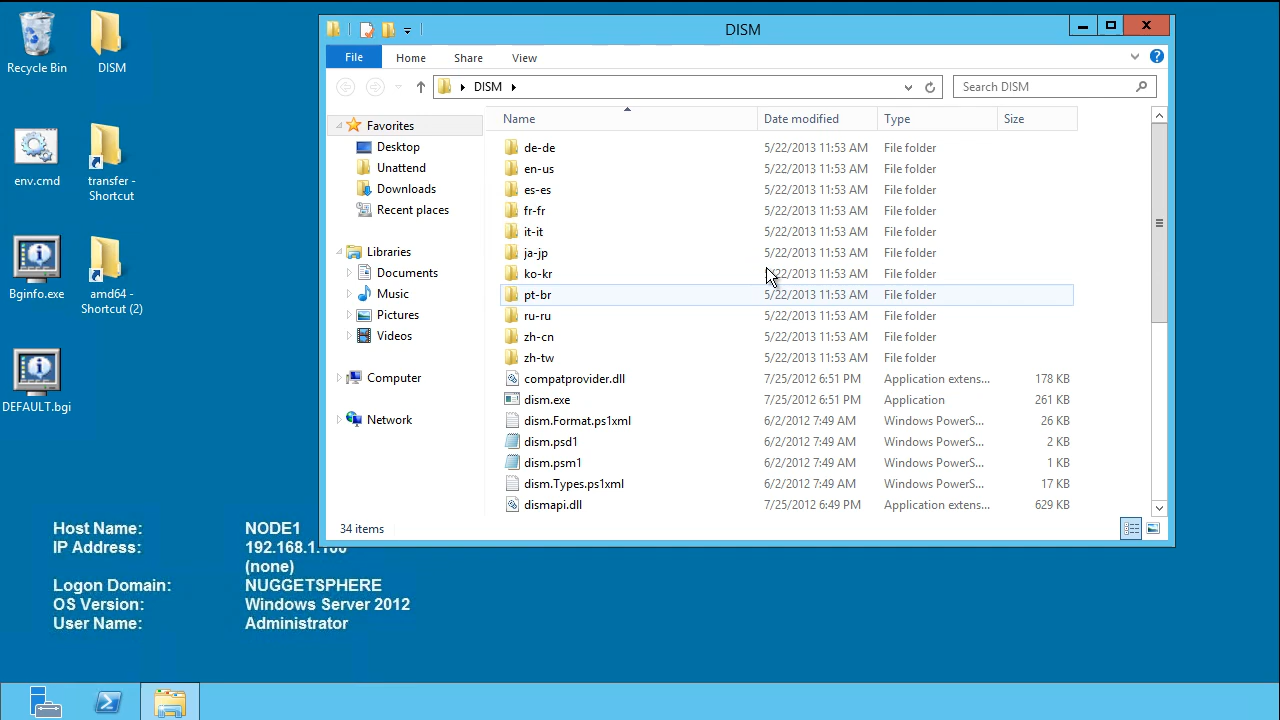 Recycle Bin
DISM
env.cmd
transfer -
Shortcut
Bginfo.exe
amd64 -
Shortcut (2)
DEFAULT.bgi
Host Name: NODE1
IP Address: 192.168.1.100
(none)
Logon Domain: NUGGETSPHERE
OS Version: Windows Server 2012
User Name: Administrator
DISM
File Home Share View
DISM
Search DISM
Favorites
Desktop
Unattend
Downloads
Recent places
Libraries
Documents
Music
Pictures
Videos
Computer
Network
Name Date modified Type Size
de-de 5/22/2013 11:53 AM File folder
en-us 5/22/2013 11:53 AM File folder
es-es 5/22/2013 11:53 AM File folder
fr-fr 5/22/2013 11:53 AM File folder
it-it 5/22/2013 11:53 AM File folder
ja-jp 5/22/2013 11:53 AM File folder
ko-kr 5/22/2013 11:53 AM File folder
pt-br 5/22/2013 11:53 AM File folder
ru-ru 5/22/2013 11:53 AM File folder
zh-cn 5/22/2013 11:53 AM File folder
zh-tw 5/22/2013 11:53 AM File folder
compatprovider.dll 7/25/2012 6:51 PM Application extens... 178 KB
dism.exe 7/25/2012 6:51 PM Application 261 KB
dism.Format.ps1xml 6/2/2012 7:49 AM Windows PowerS... 26 KB
dism.psd1 6/2/2012 7:49 AM Windows PowerS... 2 KB
dism.psm1 6/2/2012 7:49 AM Windows PowerS... 1 KB
dism.Types.ps1xml 6/2/2012 7:49 AM Windows PowerS... 17 KB
dismapi.dll 7/25/2012 6:49 PM Application extens... 629 KB
34 items